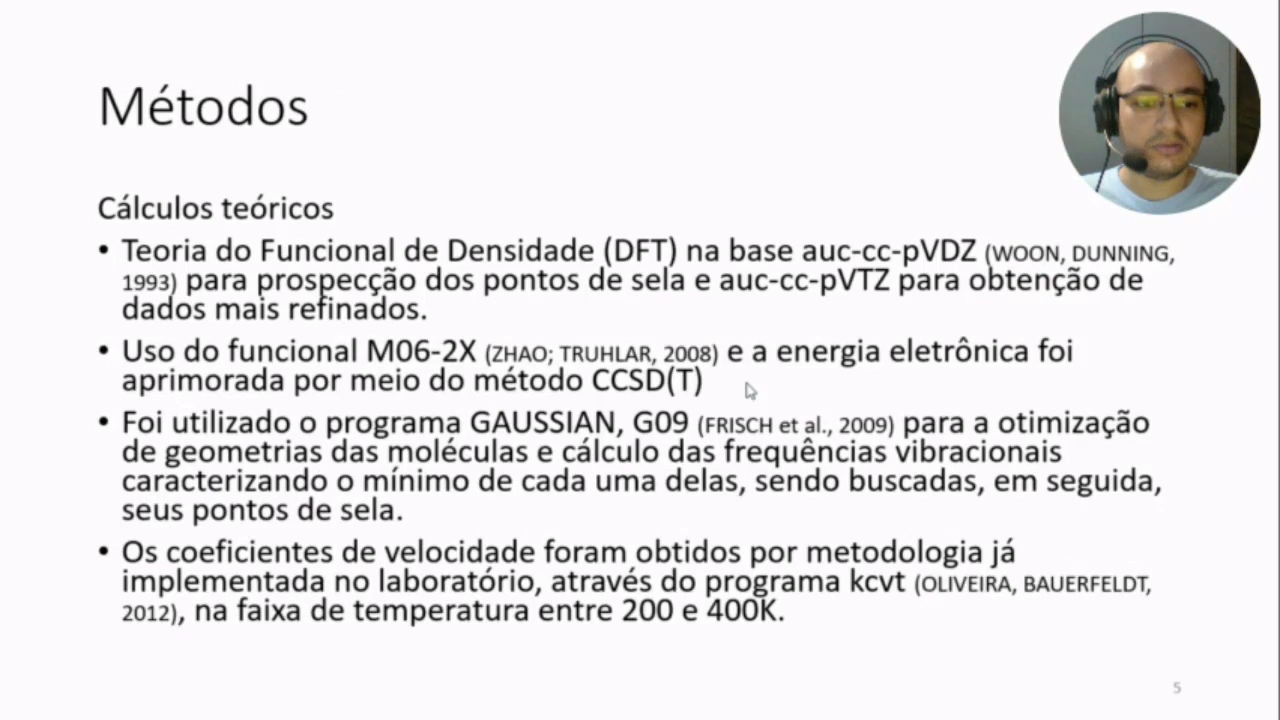 Métodos
Cálculos teóricos
• Teoria do Funcional de Densidade (DFT) na base auc-cc-pVDZ (WOON, DUNNING,
1993) para prospecção dos pontos de sela e auc-cc-pVTZ para obtenção de
dados mais refinados.
• Uso do funcional M06-2X (ZHAO; TRUHLAR, 2008) e a energia eletrônica foi
aprimorada por meio do método CCSD(T)
• Foi utilizado o programa GAUSSIAN, G09 (FRISCH et al., 2009) para a otimização
de geometrias das moléculas e cálculo das frequências vibracionais
caracterizando o mínimo de cada uma delas, sendo buscadas, em seguida,
seus pontos de sela.
• Os coeficientes de velocidade foram obtidos por metodologia já
implementada no laboratório, através do programa kcvt (OLIVEIRA, BAUERFELDT,
2012), na faixa de temperatura entre 200 e 400K.
5